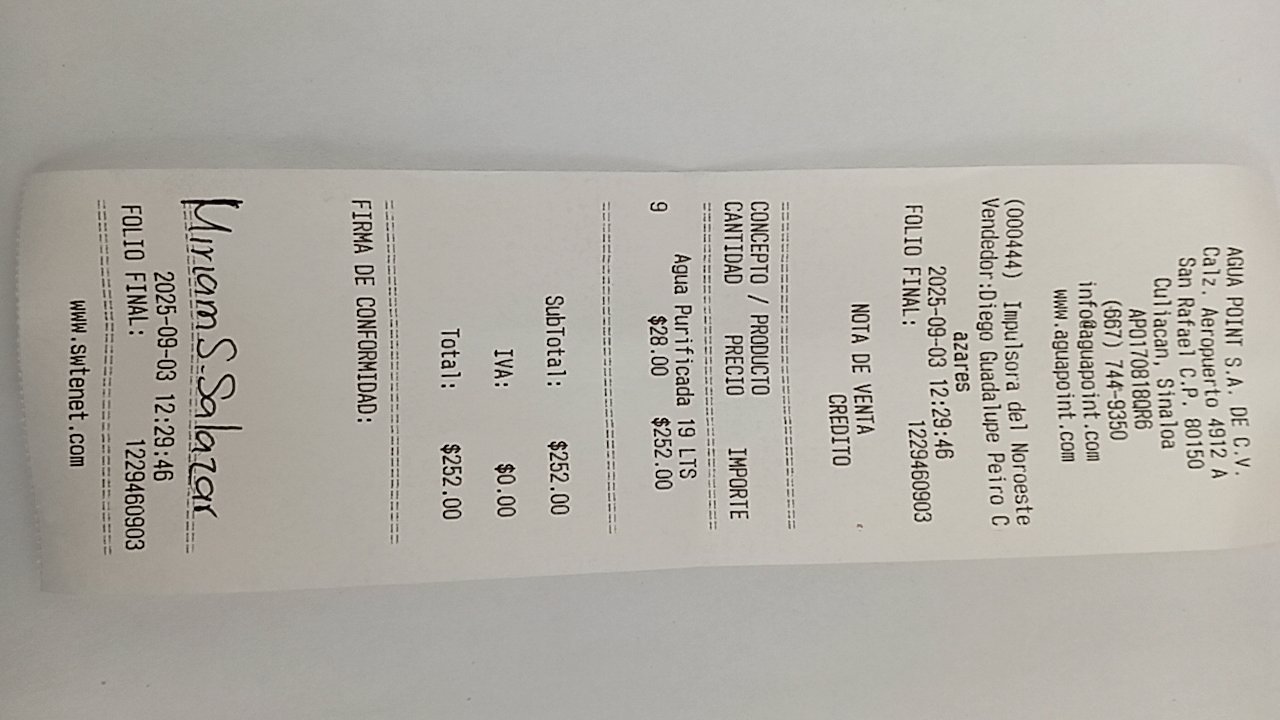 AGUA POINT S.A. DE C.V.
Calz. Aeropuerto 4912 A
San Rafael C.P. 80150
Culiacan, Sinaloa
APO170818QR6
(667) 744-9350
info@aguapoint.com
www.aguapoint.com
(000444) Impulsora del Noroeste
Vendedor:Diego Guadalupe Peiro C
azares
2025-09-03 12:29:46
FOLIO FINAL: 1229460903
NOTA DE VENTA
CREDITO
--------------------------------
CONCEPTO / PRODUCTO
CANTIDAD PRECIO IMPORTE
--------------------------------
Agua Purificada 19 LTS
9 $28.00 $252.00
--------------------------------
SubTotal: $252.00
IVA: $0.00
Total: $252.00
--------------------------------
FIRMA DE CONFORMIDAD:
Miriam S. Salazar
--------------------------------
2025-09-03 12:29:46
FOLIO FINAL: 1229460903
--------------------------------
www.swtenet.com